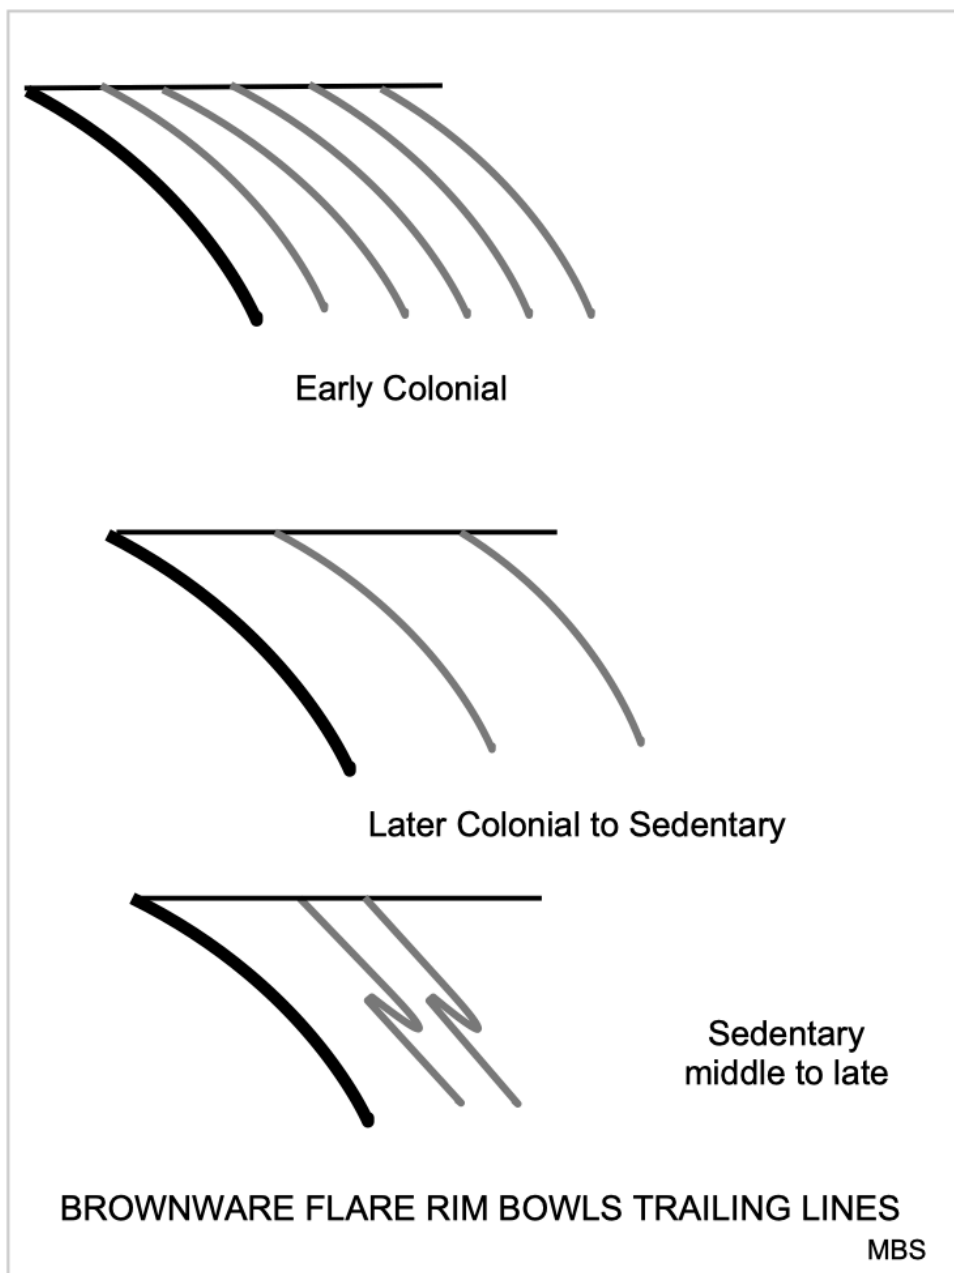 Early Colonial
Later Colonial to Sedentary
Sedentary
middle to late
BROWNWARE FLARE RIM BOWLS TRAILING LINES
MBS